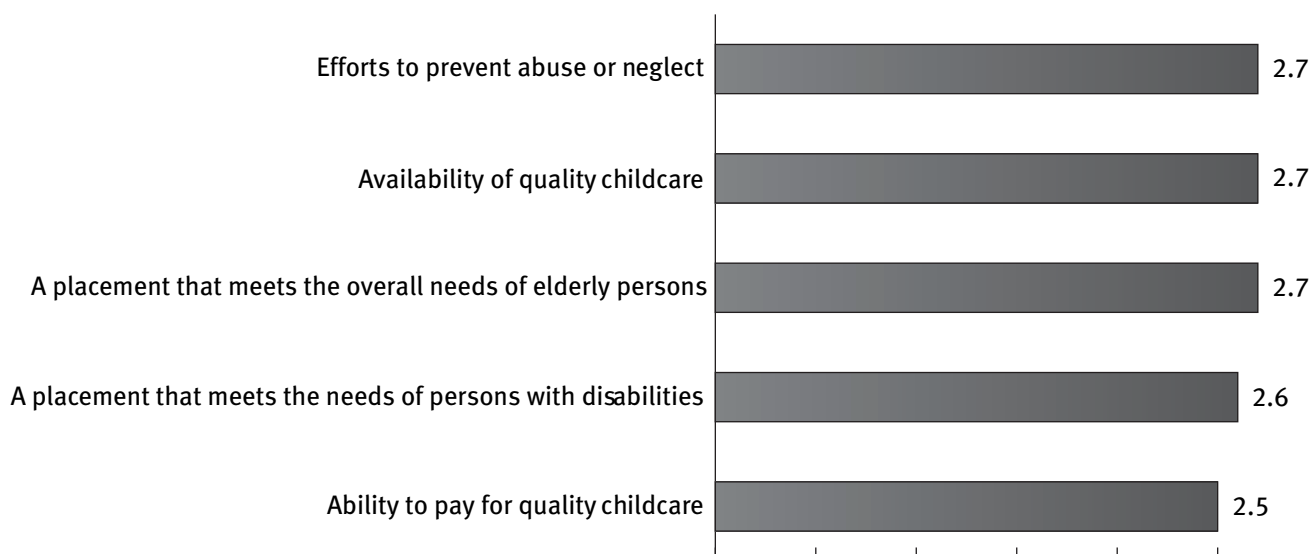 Efforts to prevent abuse or neglect 2.7
Availability of quality childcare 2.7
A placement that meets the overall needs of elderly persons 2.7
A placement that meets the needs of persons with disabilities 2.6
Ability to pay for quality childcare 2.5